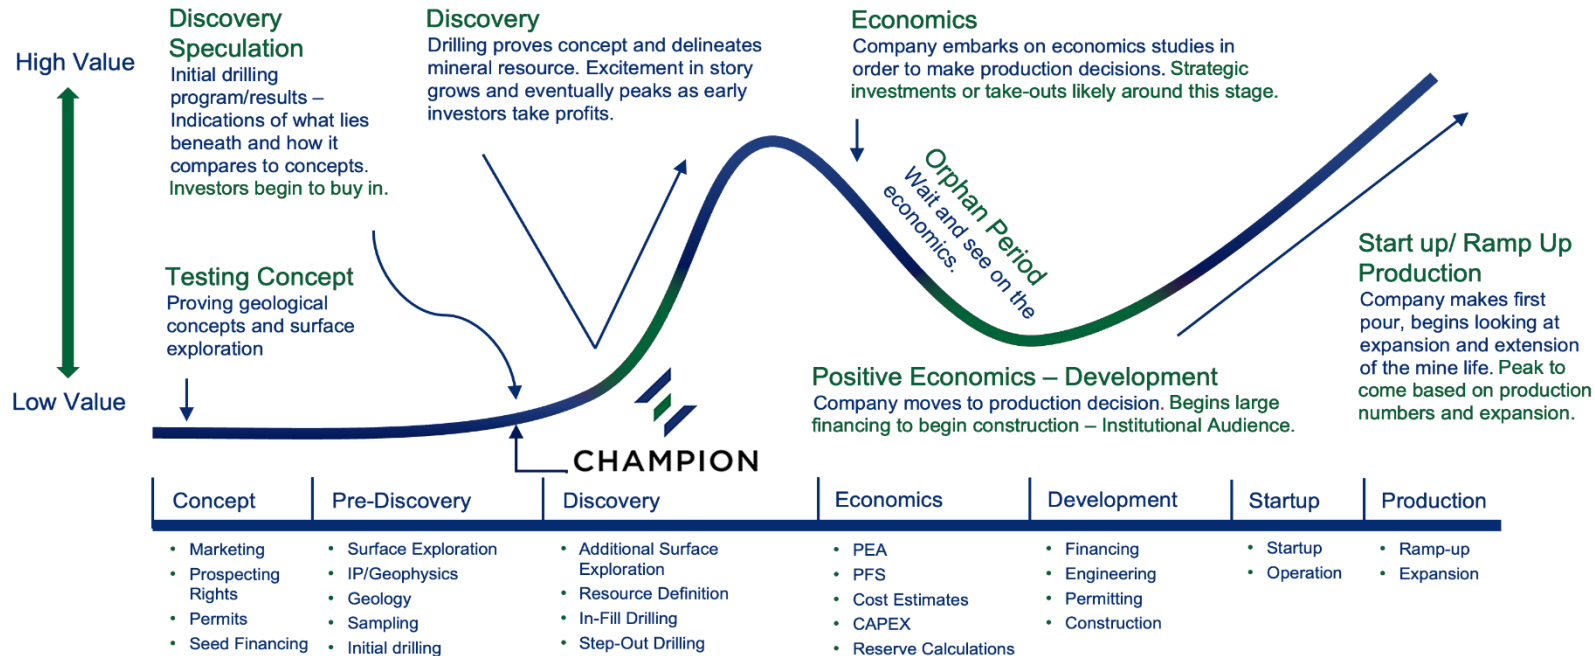 High Value
Low Value
Discovery
Speculation
Initial drilling
program/results –
Indications of what lies
beneath and how it
compares to concepts.
Investors begin to buy in.
Testing Concept
Proving geological
concepts and surface
exploration
Discovery
Drilling proves concept and delineates
mineral resource. Excitement in story
grows and eventually peaks as early
investors take profits.
Economics
Company embarks on economics studies in
order to make production decisions. Strategic
investments or take-outs likely around this stage.
Orphan Period
Wait and see on the
economics.
Positive Economics – Development
Company moves to production decision. Begins large
financing to begin construction – Institutional Audience.
Start up/ Ramp Up
Production
Company makes first
pour, begins looking at
expansion and extension
of the mine life. Peak to
come based on production
numbers and expansion.
CHAMPION
Concept
• Marketing
• Prospecting
Rights
• Permits
• Seed Financing
Pre-Discovery
• Surface Exploration
• IP/Geophysics
• Geology
• Sampling
• Initial drilling
Discovery
• Additional Surface
Exploration
• Resource Definition
• In-Fill Drilling
• Step-Out Drilling
Economics
• PEA
• PFS
• Cost Estimates
• CAPEX
• Reserve Calculations
Development
• Financing
• Engineering
• Permitting
• Construction
Startup
• Startup
• Operation
Production
• Ramp-up
• Expansion